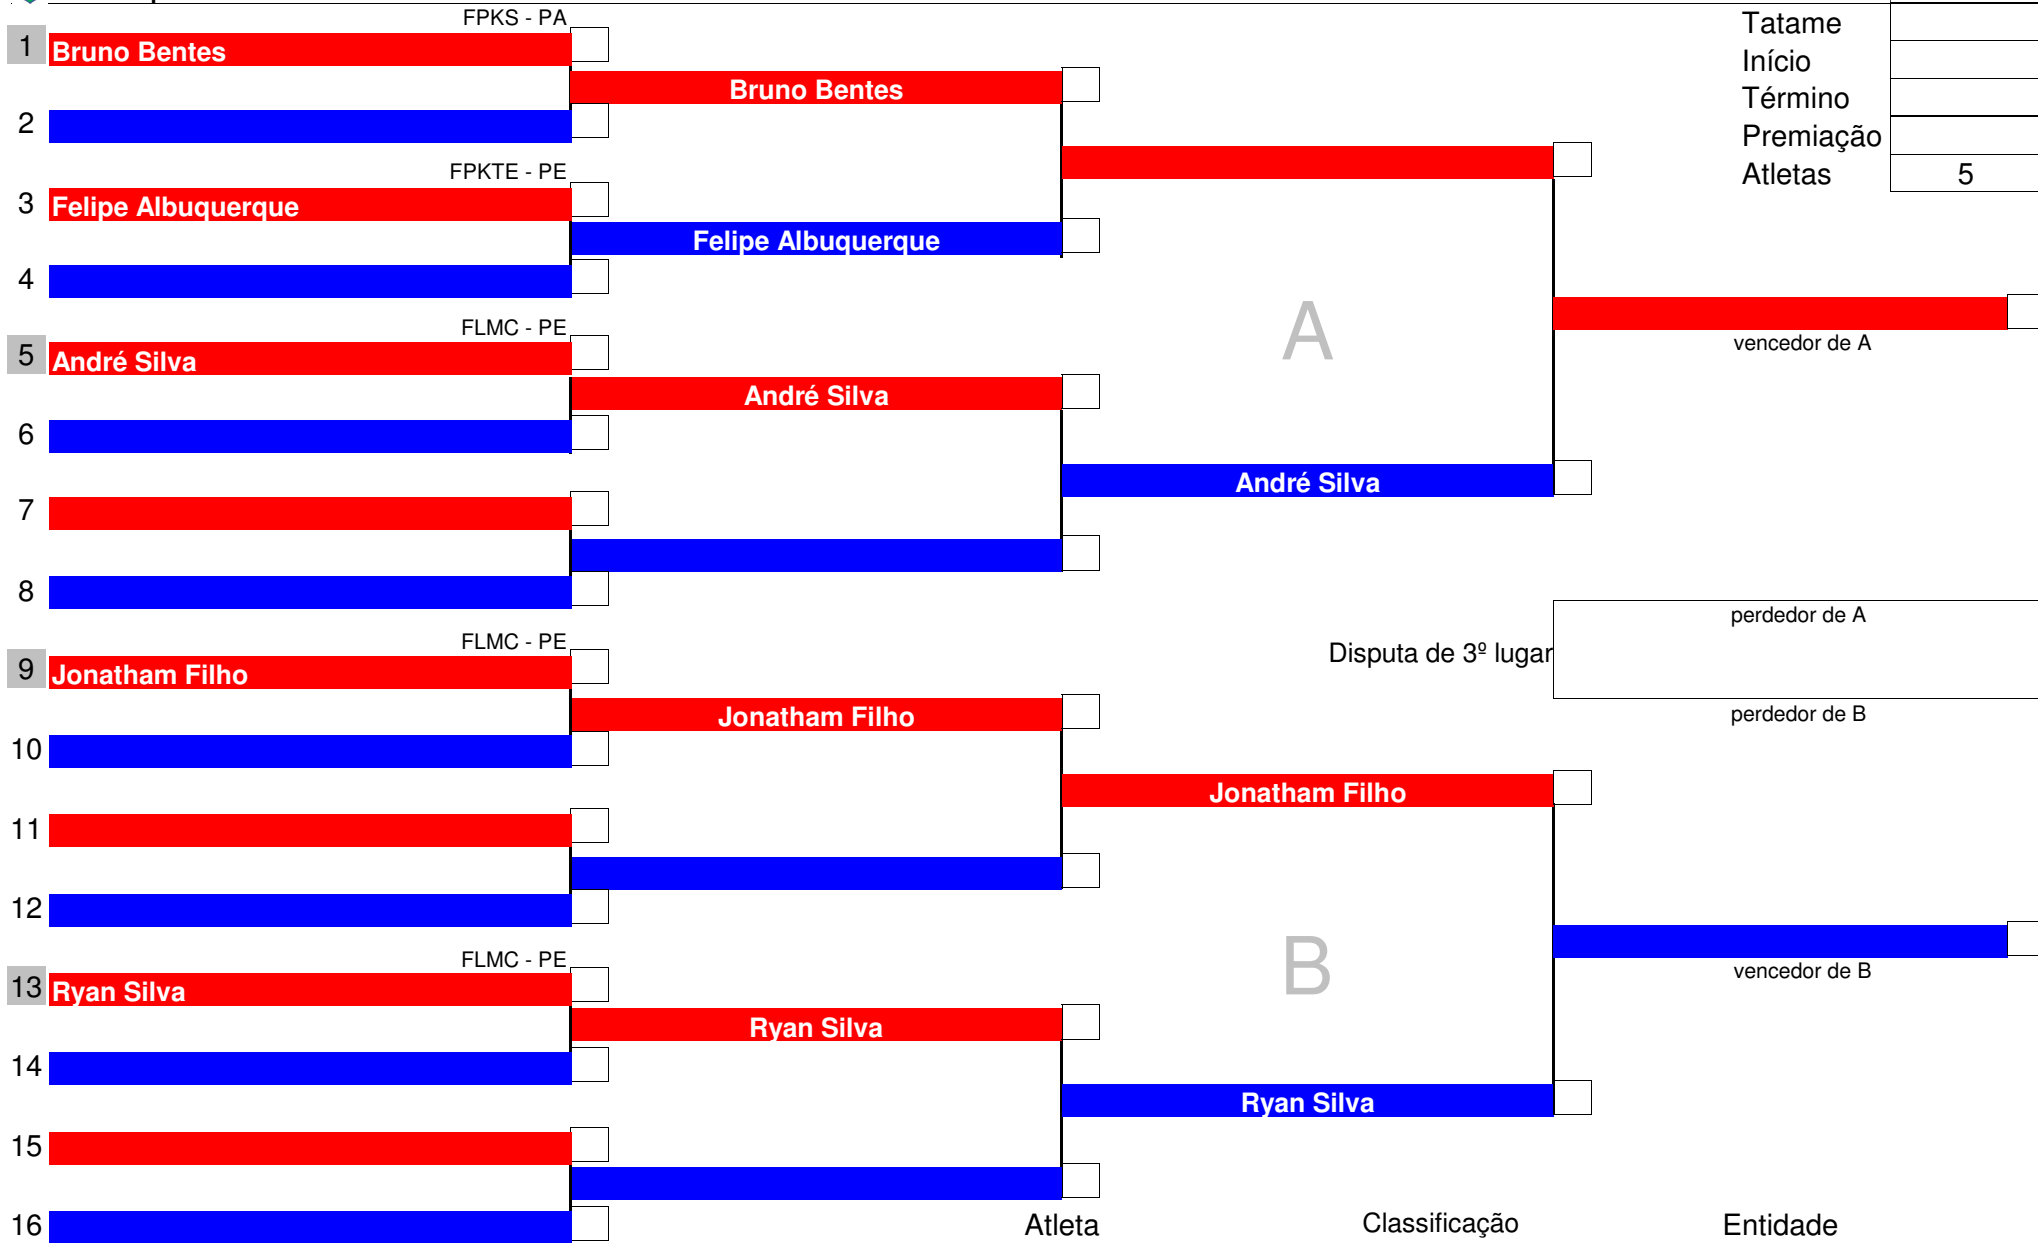 FPKS - PA
Tatame
1 Bruno Bentes
Início
Bruno Bentes
Término
2
Premiação
FPKTE - PE
Atletas 5
3 Felipe Albuquerque
Felipe Albuquerque
4
FLMC - PE
A
vencedor de A
5 André Silva
André Silva
6
André Silva
7
8
perdedor de A
FLMC - PE
Disputa de 3º lugar
9 Jonatham Filho
Jonatham Filho
perdedor de B
10
Jonatham Filho
11
12
FLMC - PE
B
vencedor de B
13 Ryan Silva
Ryan Silva
14
Ryan Silva
15
16
Atleta Classificação Entidade